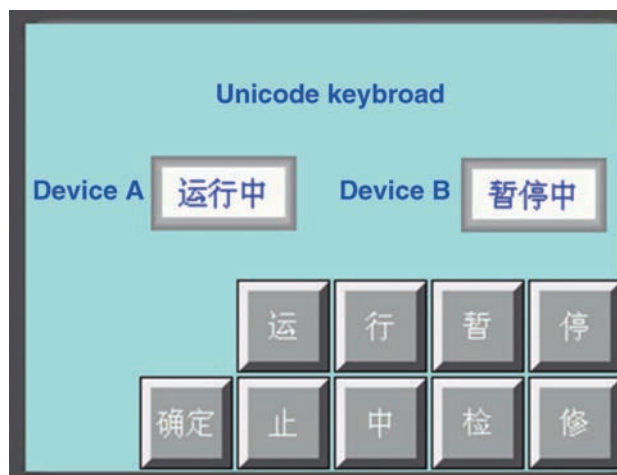 Unicode keybroad
Device A 运行中 Device B 暂停中
运 行 暂 停
确定 止 中 检 修